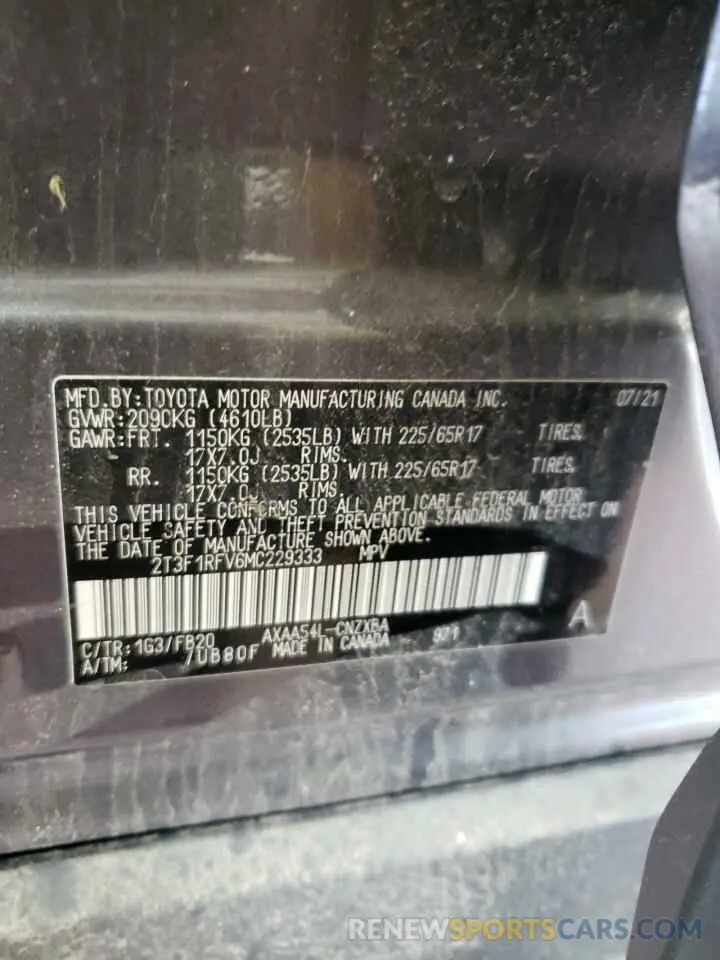 MFD.BY:TOYOTA MOTOR MANUFACTURING CANADA INC. 07/21
GVWR:2090KG (4610LB)
GAWR:FRT. 1150KG (2535LB) WITH 225/65R17 TIRES,
17X7.0J RIMS.
RR. 1150KG (2535LB) WITH 225/65R17 TIRES,
17X7.0J RIMS.
THIS VEHICLE CONFORMS TO ALL APPLICABLE FEDERAL MOTOR
VEHICLE SAFETY AND THEFT PREVENTION STANDARDS IN EFFECT ON
THE DATE OF MANUFACTURE SHOWN ABOVE.
2T3F1RFV6MC229333 MPV
C/TR:1G3/FB20 AXAA54L-CNZXBA 971 A
A/TM: /UB80F MADE IN CANADA
RENEWSPORTSCARS.COM